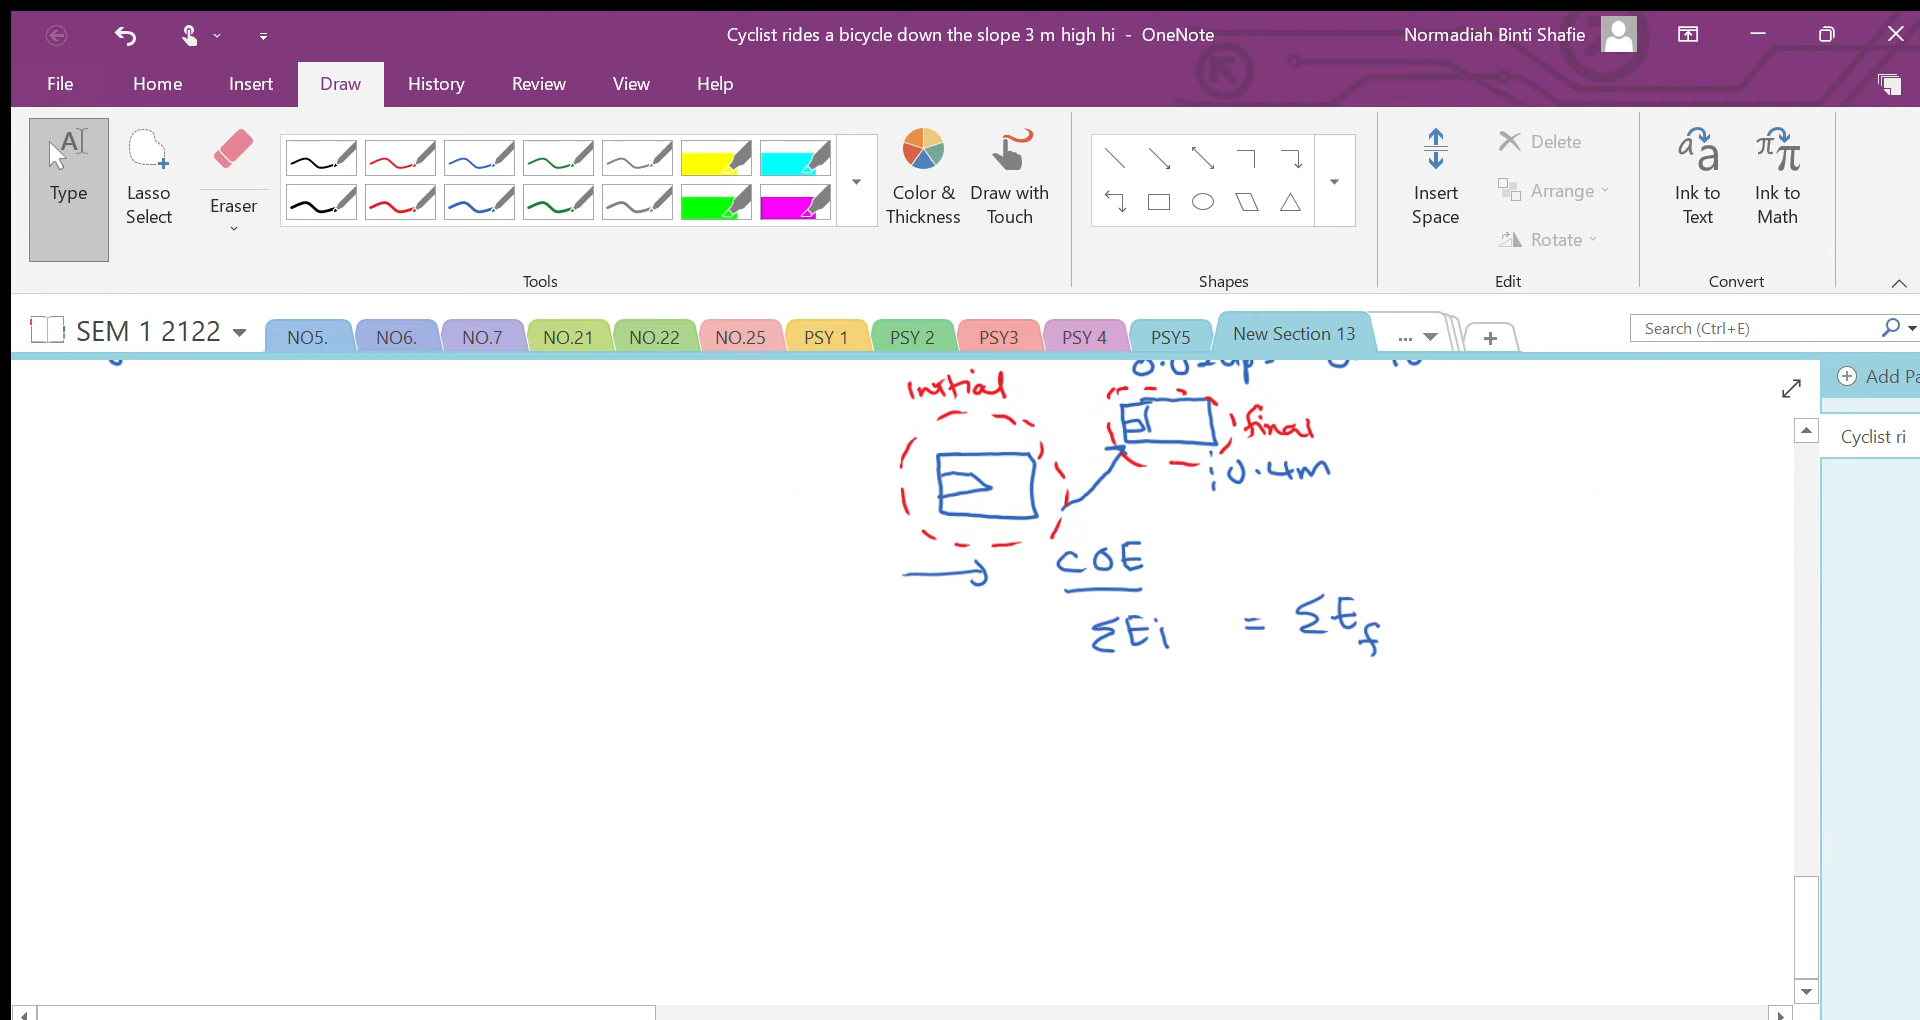 Cyclist rides a bicycle down the slope 3 m high hi - OneNote
Normadiah Binti Shafie
File Home Insert Draw History Review View Help
Type
Lasso Select
Eraser
Color & Thickness
Draw with Touch
Insert Space
Delete
Arrange
Rotate
Ink to Text
Ink to Math
Tools
Shapes
Edit
Convert
SEM 1 2122
NO5. NO6. NO.7 NO.21 NO.22 NO.25 PSY 1 PSY 2 PSY3 PSY 4 PSY5 New Section 13 ...
Search (Ctrl+E)
Add Pa
Cyclist ri
Initial
final
0.4m
COE
ΣEi = ΣEf